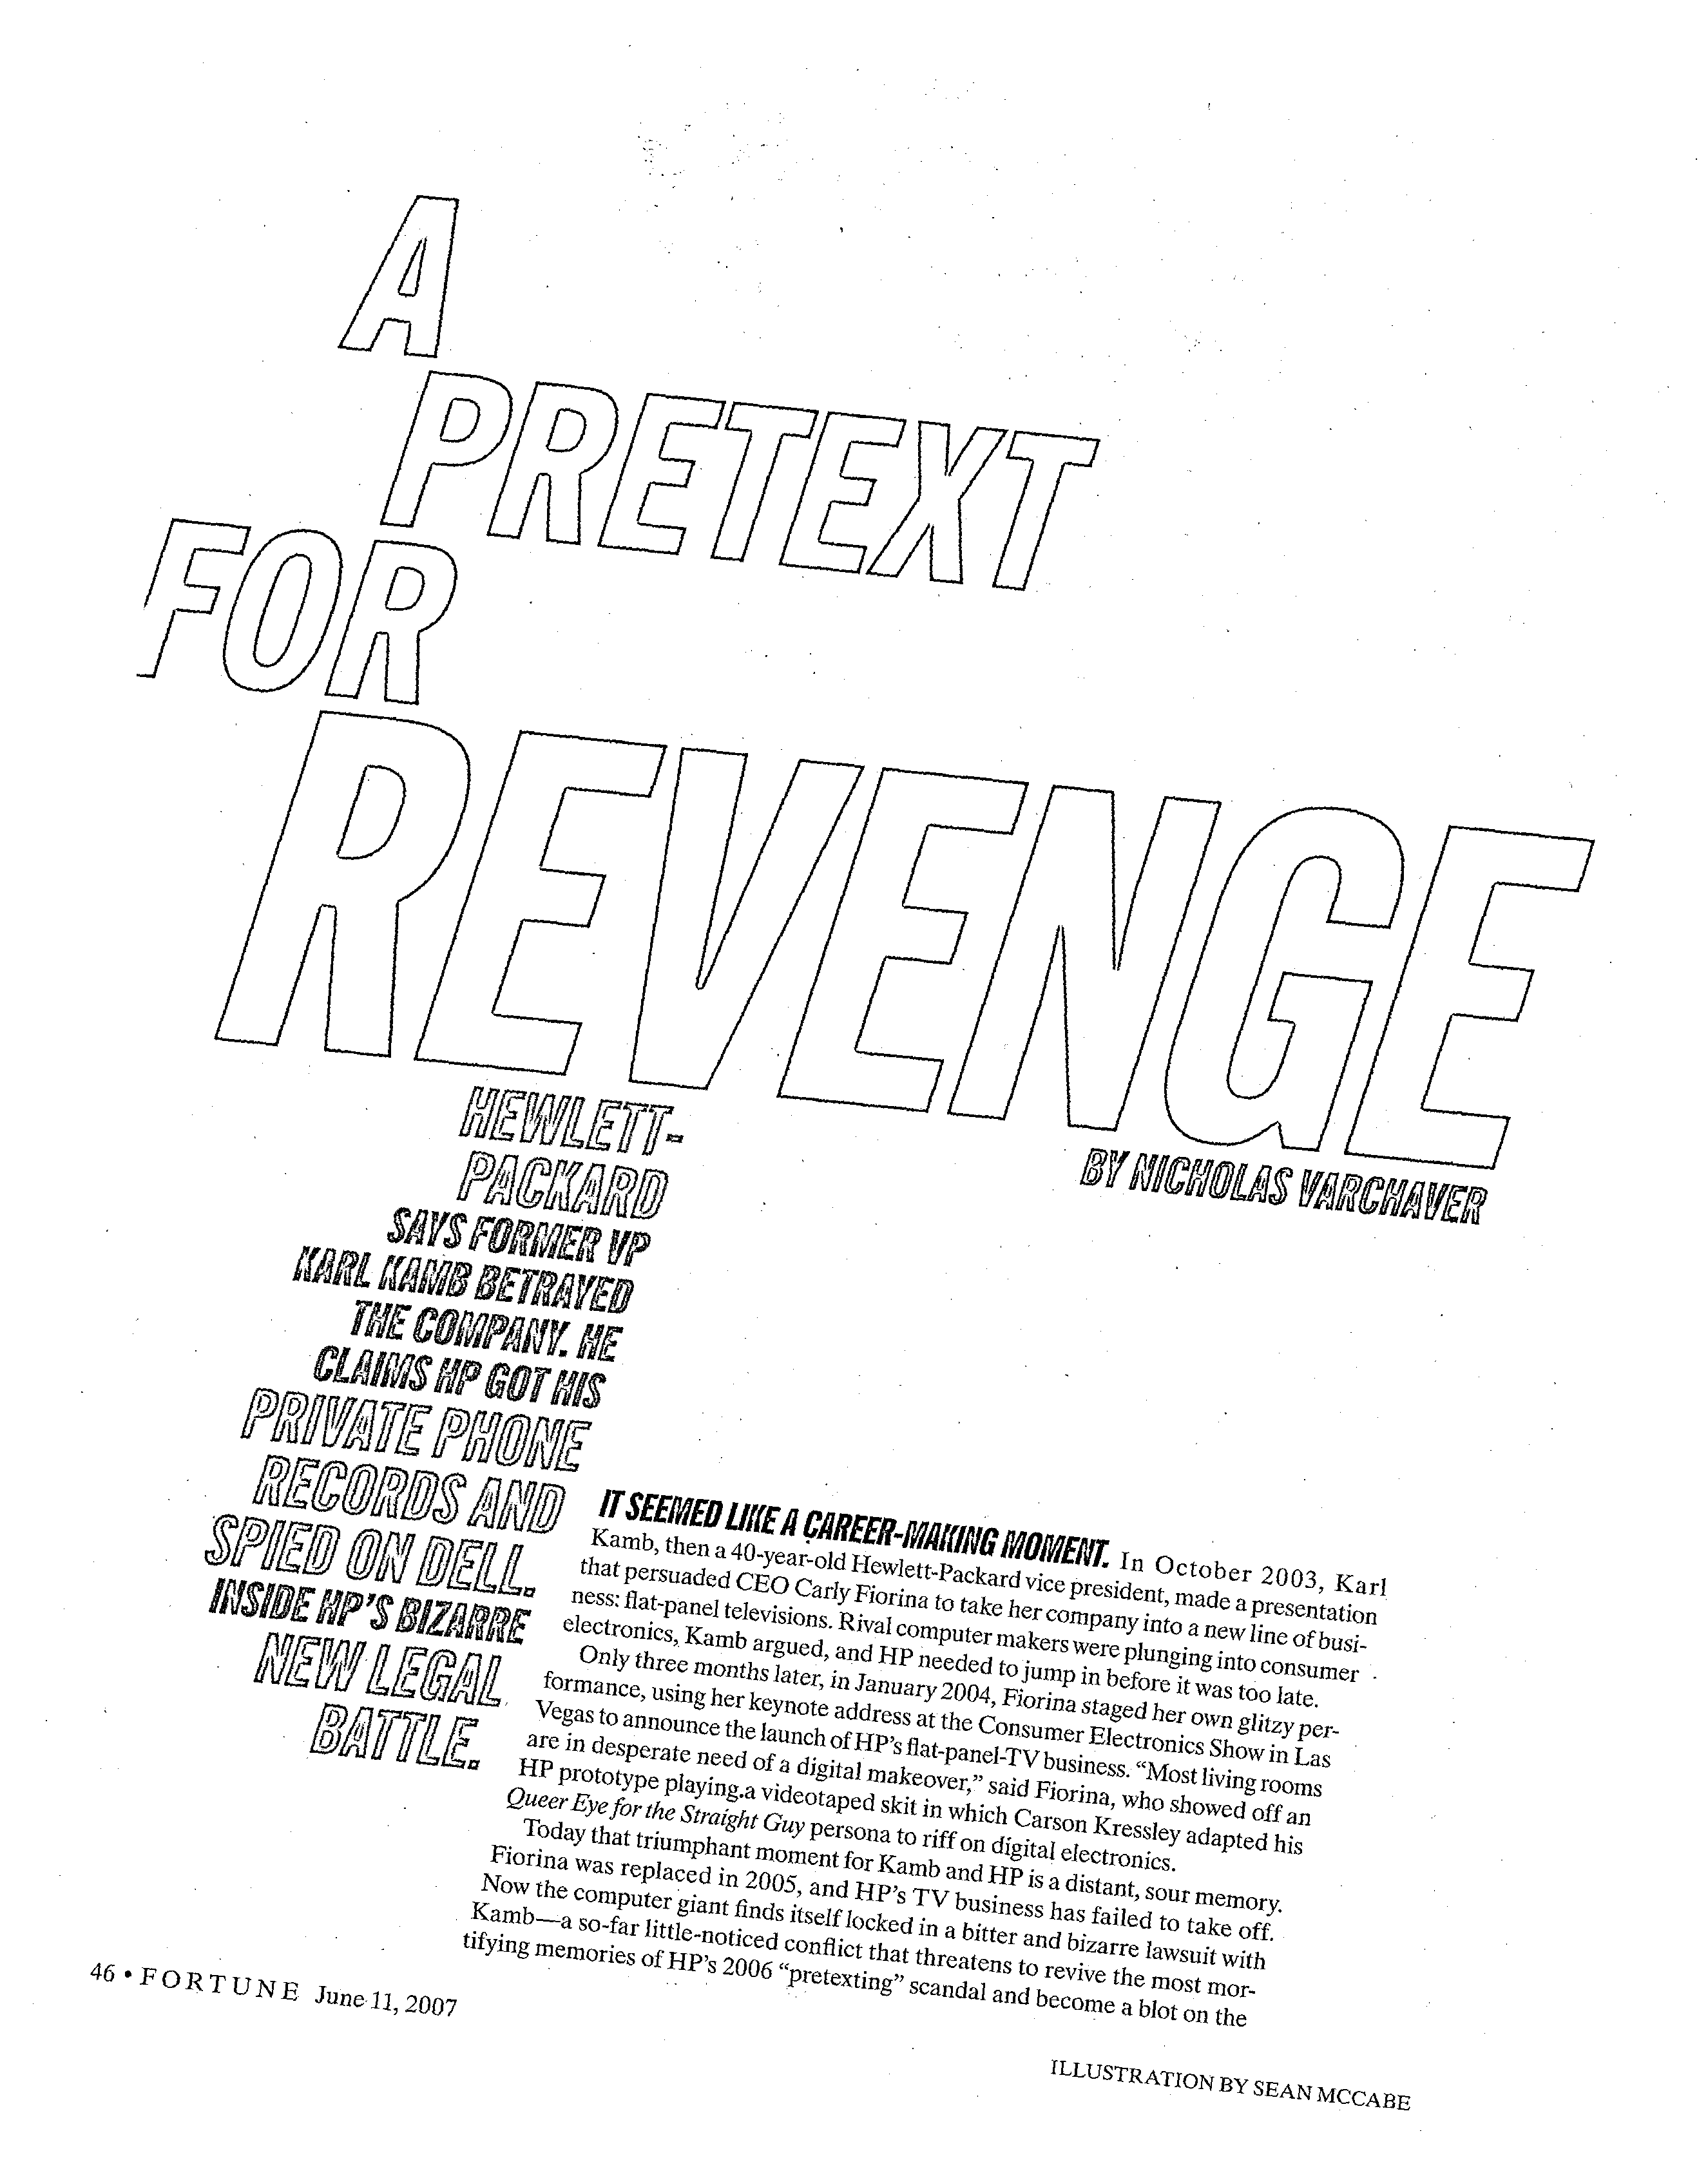 A
PRETEXT
FOR
REVENGE
BY NICHOLAS VARCHAVER
HEWLETT-
PACKARD
SAYS FORMER VP
KARL KAMB BETRAYED
THE COMPANY. HE
CLAIMS HP GOT HIS
PRIVATE PHONE
RECORDS AND
SPIED ON DELL.
INSIDE HP'S BIZARRE
NEW LEGAL
BATTLE.
IT SEEMED LIKE A CAREER-MAKING MOMENT. In October 2003, Karl
Kamb, then a 40-year-old Hewlett-Packard vice president, made a presentation
that persuaded CEO Carly Fiorina to take her company into a new line of busi-
ness: flat-panel televisions. Rival computer makers were plunging into consumer
electronics, Kamb argued, and HP needed to jump in before it was too late.
Only three months later, in January 2004, Fiorina staged her own glitzy per-
formance, using her keynote address at the Consumer Electronics Show in Las
Vegas to announce the launch of HP's flat-panel-TV business. “Most living rooms
are in desperate need of a digital makeover,” said Fiorina, who showed off an
HP prototype playing a videotaped skit in which Carson Kressley adapted his
Queer Eye for the Straight Guy persona to riff on digital electronics.
Today that triumphant moment for Kamb and HP is a distant, sour memory.
Fiorina was replaced in 2005, and HP's TV business has failed to take off.
Now the computer giant finds itself locked in a bitter and bizarre lawsuit with
Kamb—a so-far little-noticed conflict that threatens to revive the most mor-
tifying memories of HP's 2006 “pretexting” scandal and become a blot on the
46 • FORTUNE June 11, 2007
ILLUSTRATION BY SEAN MCCABE